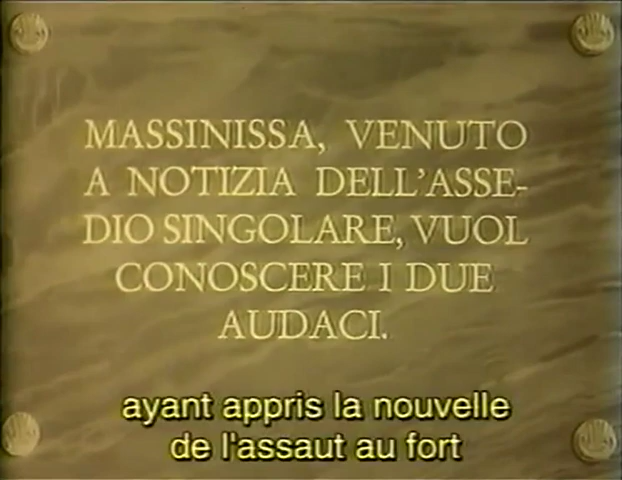 MASSINISSA, VENUTO
A NOTIZIA DELL'ASSE-
DIO SINGOLARE, VUOL
CONOSCERE I DUE
AUDACI.
ayant appris la nouvelle
de l'assaut au fort